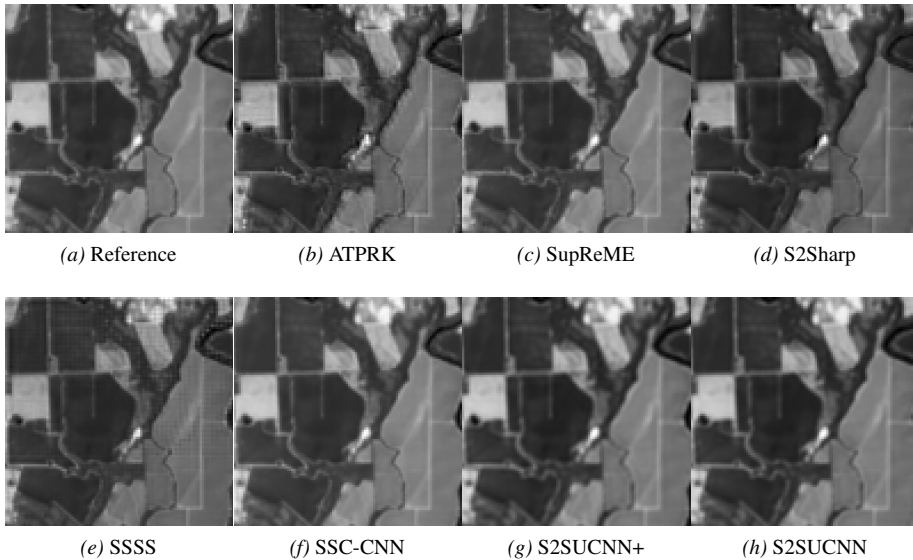 (a) Reference
(b) ATPRK
(c) SupReME
(d) S2Sharp
(e) SSSS
(f) SSC-CNN
(g) S2SUCNN+
(h) S2SUCNN